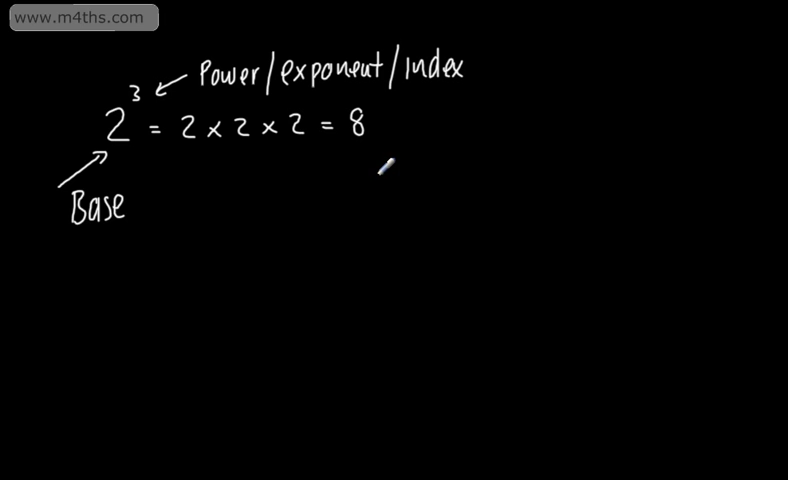 www.m4ths.com
Power/exponent/index
2³ = 2 × 2 × 2 = 8
Base